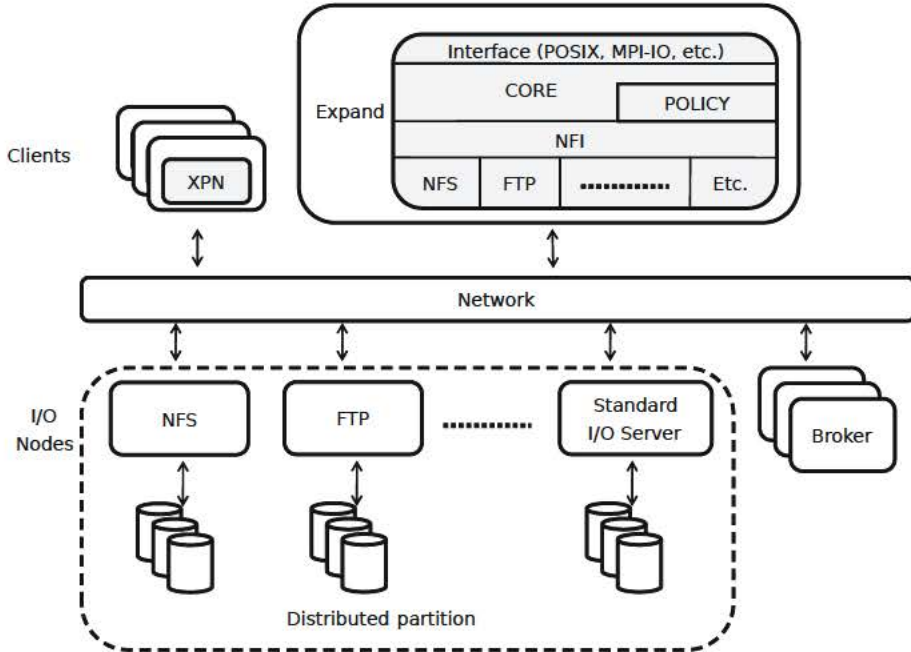 Interface (POSIX, MPI-IO, etc.)
CORE
POLICY
Expand
NFI
Clients
XPN
NFS
FTP
Etc.
Network
I/O
Nodes
NFS
FTP
Standard
I/O Server
Broker
Distributed partition